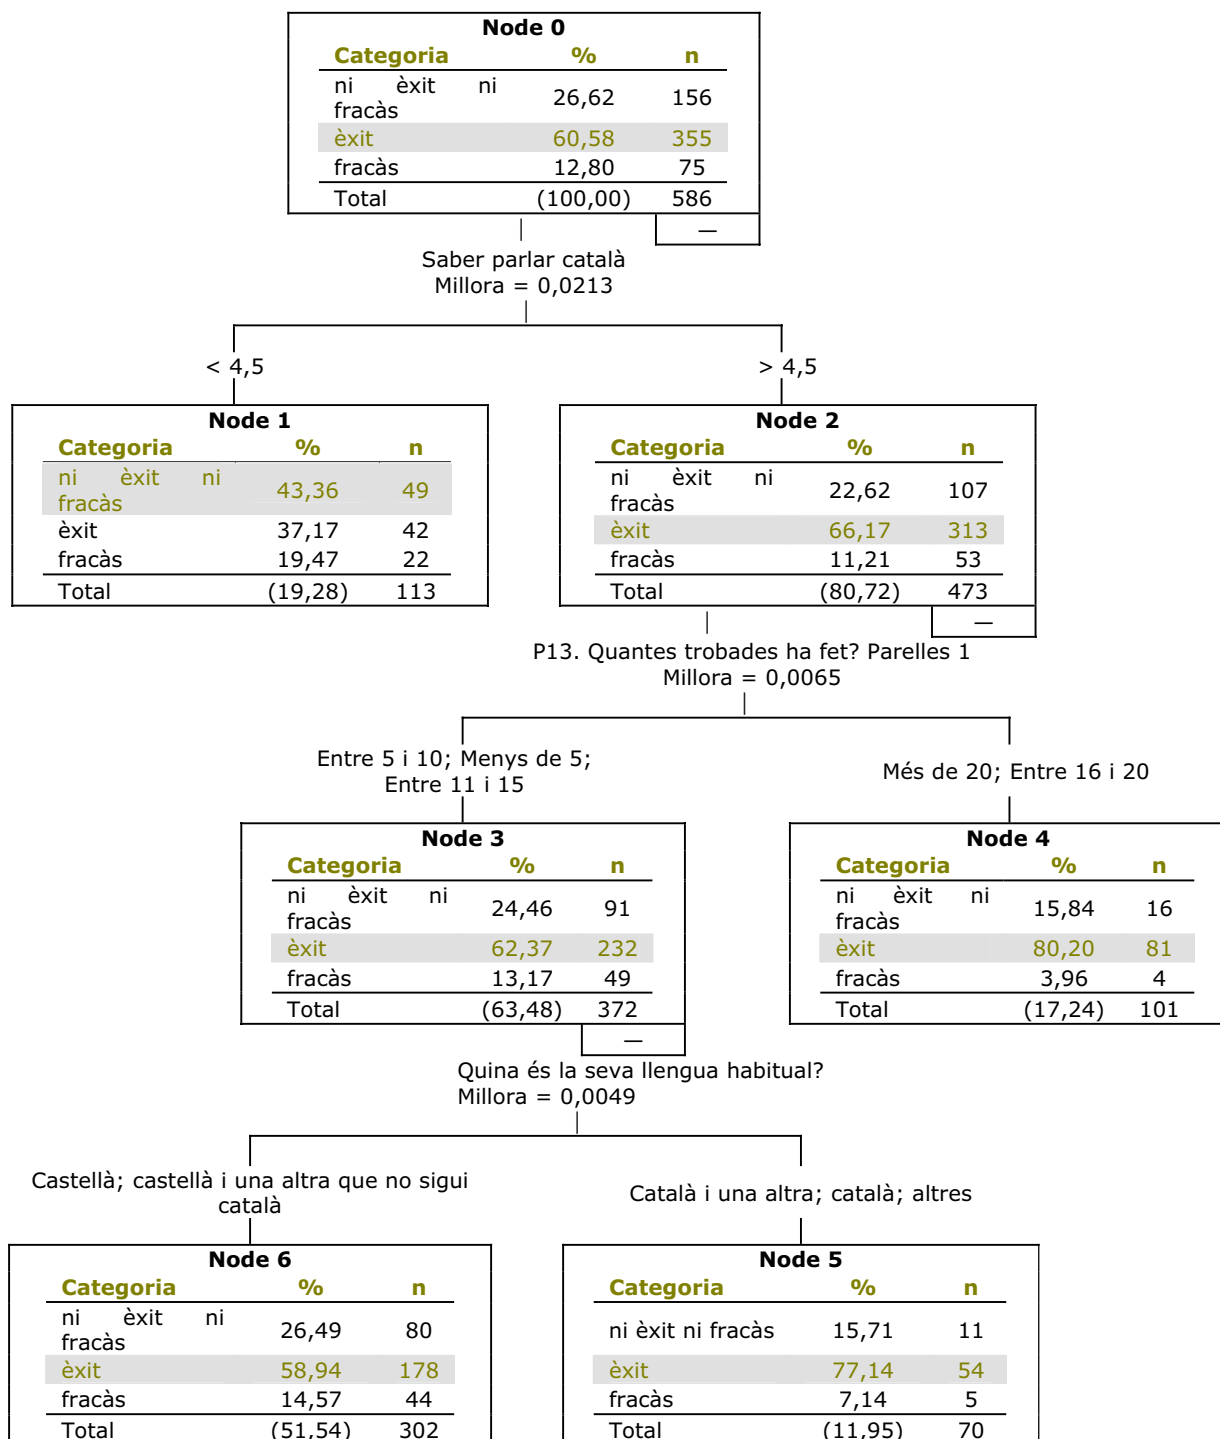 Node 0
Categoria % n
ni èxit ni
fracàs 26,62 156
èxit 60,58 355
fracàs 12,80 75
Total (100,00) 586
—
Saber parlar català
Millora = 0,0213
< 4,5
> 4,5
Node 1
Categoria % n
ni èxit ni
fracàs 43,36 49
èxit 37,17 42
fracàs 19,47 22
Total (19,28) 113
Node 2
Categoria % n
ni èxit ni
fracàs 22,62 107
èxit 66,17 313
fracàs 11,21 53
Total (80,72) 473
—
P13. Quantes trobades ha fet? Parelles 1
Millora = 0,0065
Entre 5 i 10; Menys de 5;
Entre 11 i 15
Més de 20; Entre 16 i 20
Node 3
Categoria % n
ni èxit ni
fracàs 24,46 91
èxit 62,37 232
fracàs 13,17 49
Total (63,48) 372
—
Node 4
Categoria % n
ni èxit ni
fracàs 15,84 16
èxit 80,20 81
fracàs 3,96 4
Total (17,24) 101
Quina és la seva llengua habitual?
Millora = 0,0049
Castellà; castellà i una altra que no sigui
català
Català i una altra; català; altres
Node 6
Categoria % n
ni èxit ni
fracàs 26,49 80
èxit 58,94 178
fracàs 14,57 44
Total (51,54) 302
Node 5
Categoria % n
ni èxit ni fracàs 15,71 11
èxit 77,14 54
fracàs 7,14 5
Total (11,95) 70